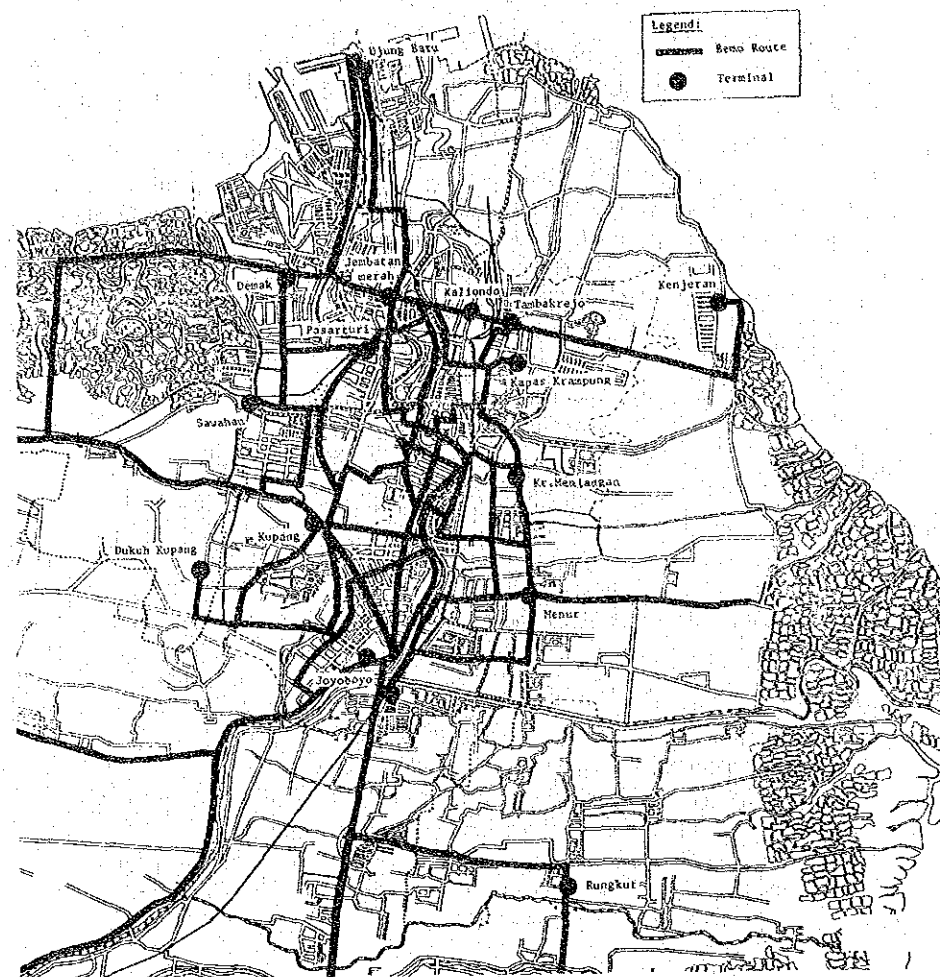 Legend:
Bemo Route
Terminal
Ujung Baru
Jembatan
merah
Demak
Kaliondo
Tambakrejo
Kenjeran
Pasarturi
Kapas Krampung
Sawahan
Kr.Menjangan
Kupang
Dukuh Kupang
Menur
Joyoboyo
Rungkut